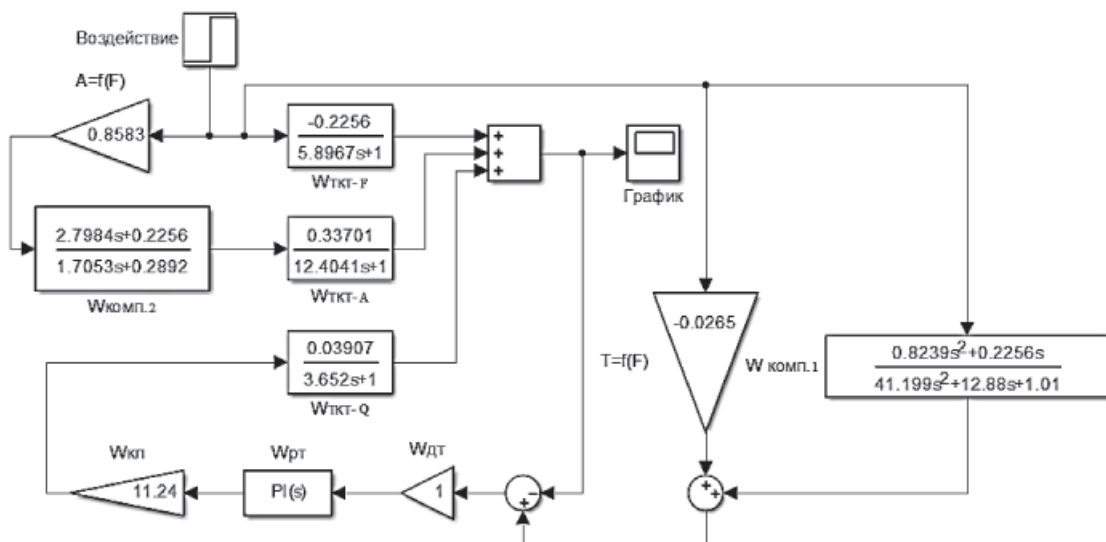 Воздействие
A=f(F)
0.8583
-0.2256
5.8967s+1
Wткт-F
+
+
+
График
2.7984s+0.2256
1.7053s+0.2892
Wкомп.2
0.33701
12.4041s+1
Wткт-A
-0.0265
T=f(F)
W комп.1
0.8239s²+0.2256s
41.199s²+12.88s+1.01
0.03907
3.652s+1
Wткт-Q
Wкп
11.24
Wрт
PI(s)
Wдт
1
−
+
+
+